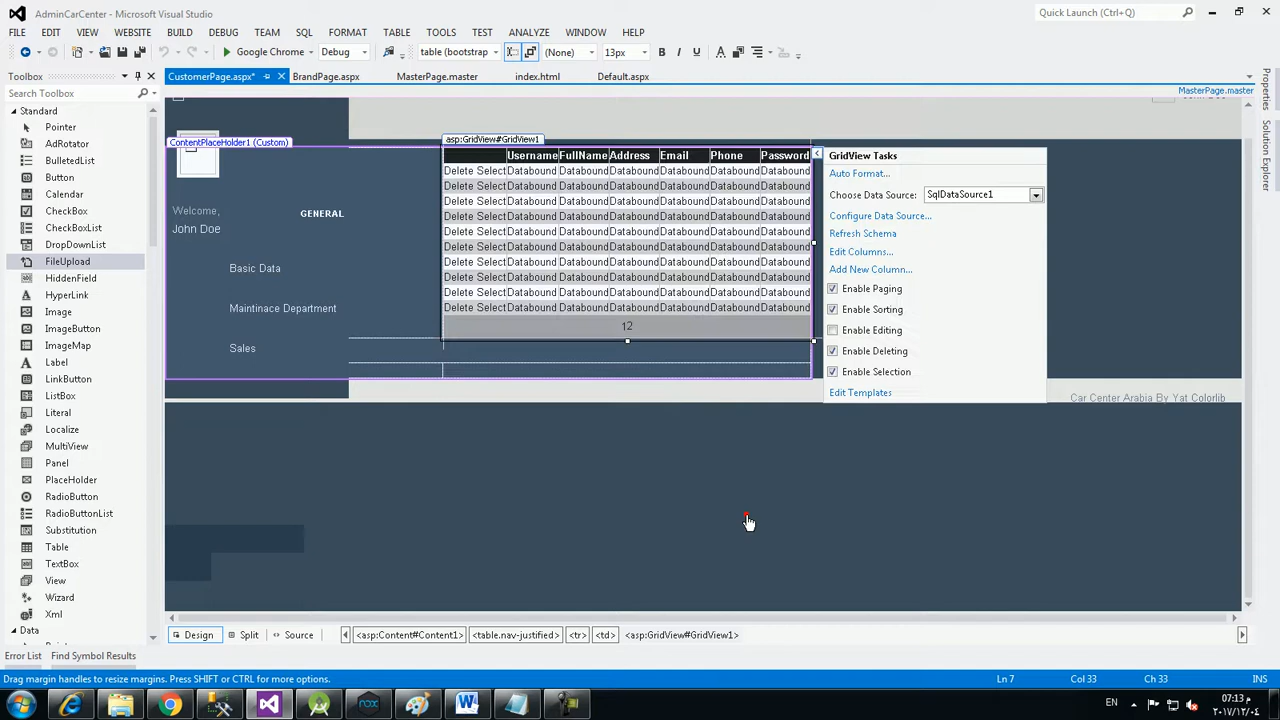 AdminCarCenter - Microsoft Visual Studio
Quick Launch (Ctrl+Q)
FILE EDIT VIEW WEBSITE BUILD DEBUG TEAM SQL FORMAT TABLE TOOLS TEST ANALYZE WINDOW HELP
Google Chrome Debug table (bootstrap (None) 13px B I U A
Toolbox
CustomerPage.aspx* BrandPage.aspx MasterPage.master index.html Default.aspx
Search Toolbox
MasterPage.master
Standard
Pointer
AdRotator
BulletedList
Button
Calendar
CheckBox
CheckBoxList
DropDownList
FileUpload
HiddenField
HyperLink
Image
ImageButton
ImageMap
Label
LinkButton
ListBox
Literal
Localize
MultiView
Panel
PlaceHolder
RadioButton
RadioButtonList
Substitution
Table
TextBox
View
Wizard
Xml
Data
ContentPlaceHolder1 (Custom)
Welcome,
John Doe
GENERAL
Basic Data
Maintinace Department
Sales
asp:GridView#GridView1
Username FullName Address Email Phone Password
Delete Select Databound Databound Databound Databound Databound Databound
Delete Select Databound Databound Databound Databound Databound Databound
Delete Select Databound Databound Databound Databound Databound Databound
Delete Select Databound Databound Databound Databound Databound Databound
Delete Select Databound Databound Databound Databound Databound Databound
Delete Select Databound Databound Databound Databound Databound Databound
Delete Select Databound Databound Databound Databound Databound Databound
Delete Select Databound Databound Databound Databound Databound Databound
Delete Select Databound Databound Databound Databound Databound Databound
Delete Select Databound Databound Databound Databound Databound Databound
12
GridView Tasks
Auto Format...
Choose Data Source: SqlDataSource1
Configure Data Source...
Refresh Schema
Edit Columns...
Add New Column...
Enable Paging
Enable Sorting
Enable Editing
Enable Deleting
Enable Selection
Edit Templates
Car Center Arabia By Yat Colorlib
Properties
Solution Explorer
Design Split Source <asp:Content#Content1> <table.nav-justified> <tr> <td> <asp:GridView#GridView1>
Error List Find Symbol Results
Drag margin handles to resize margins. Press SHIFT or CTRL for more options. Ln 7 Col 33 Ch 33 INS
EN
07:13 م
٢٠١٧/١٢/٠٤